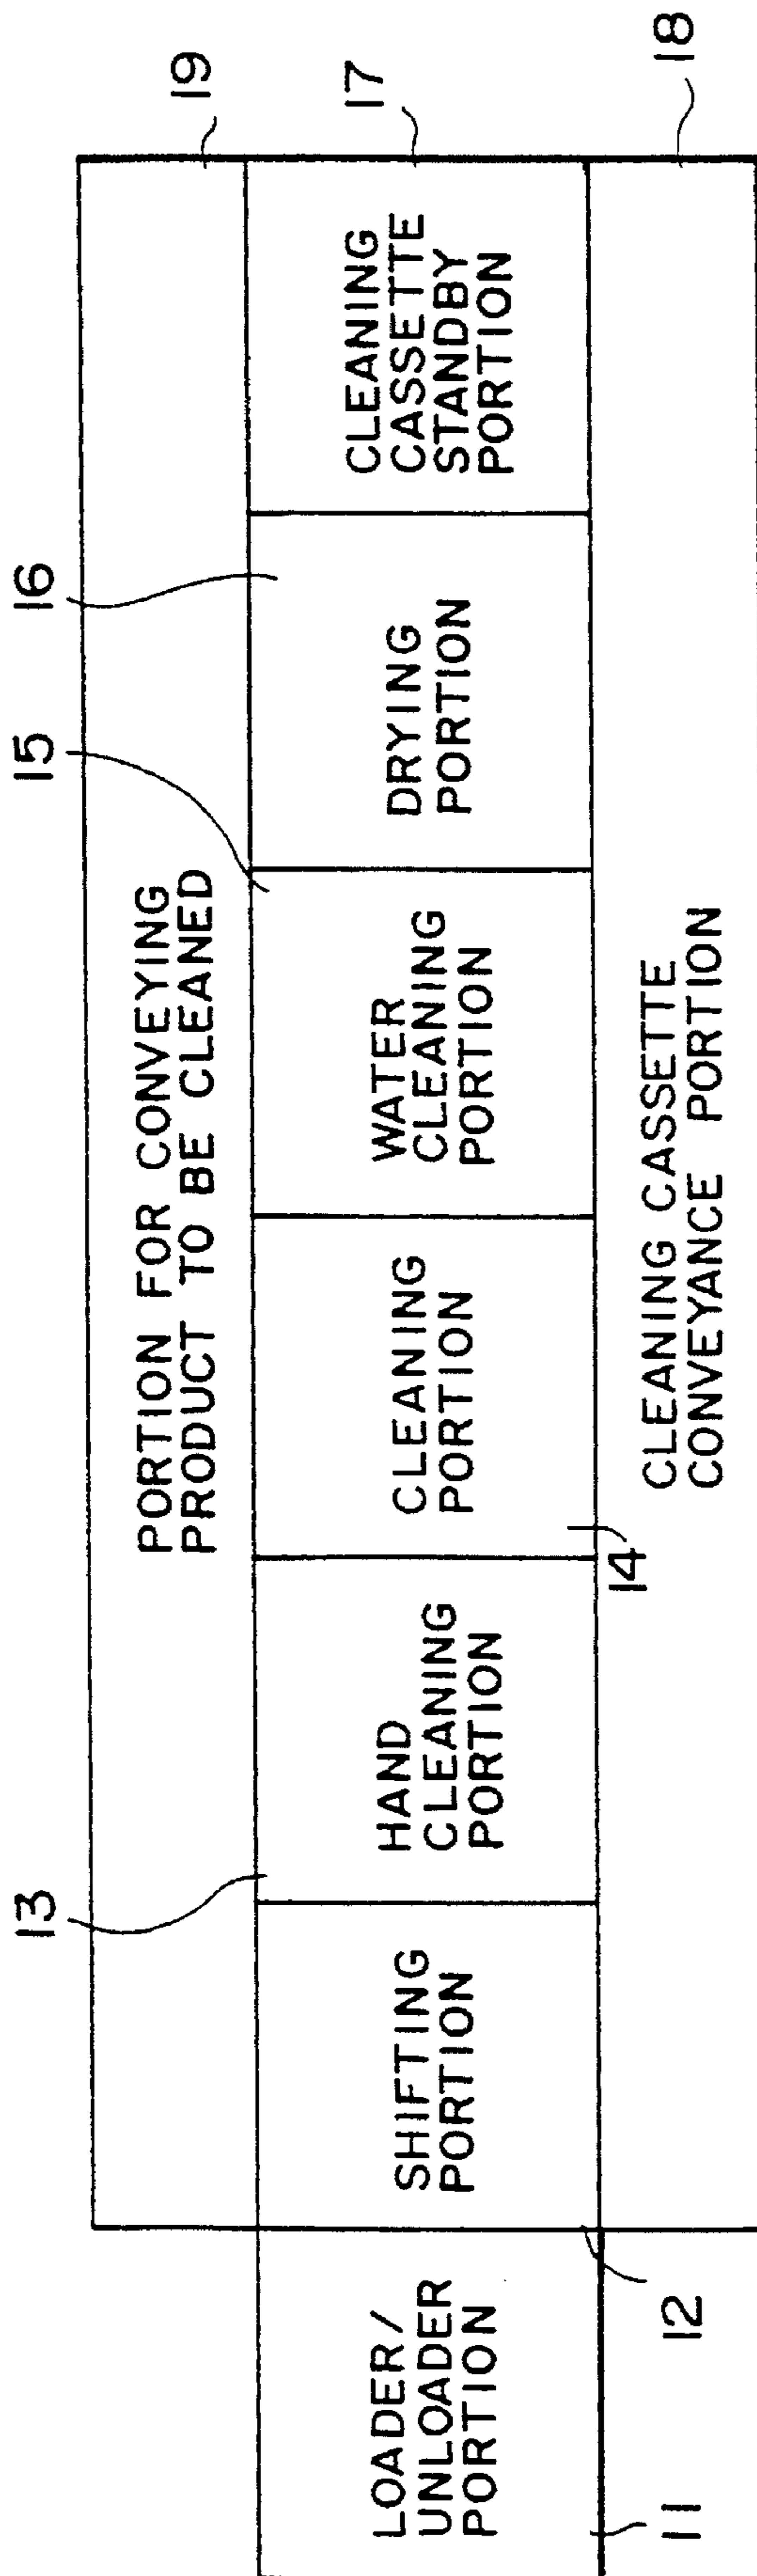 19
17
18
16
15
13
14
12
11
PORTION FOR CONVEYING
PRODUCT TO BE CLEANED
LOADER/
UNLOADER
PORTION
SHIFTING
PORTION
HAND
CLEANING
PORTION
CLEANING
PORTION
WATER
CLEANING
PORTION
DRYING
PORTION
CLEANING
CASSETTE
STANDBY
PORTION
CLEANING CASSETTE
CONVEYANCE PORTION